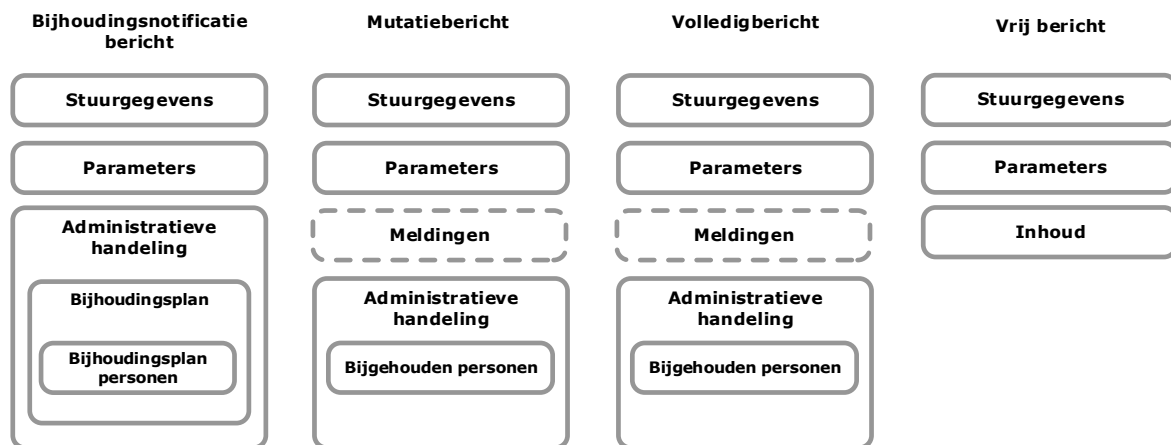 Bijhoudingsnotificatie
bericht
Stuurgegevens
Parameters
Administratieve
handeling
Bijhoudingsplan
Bijhoudingsplan
personen
Mutatiebericht
Stuurgegevens
Parameters
Meldingen
Administratieve
handeling
Bijgehouden personen
Volledigbericht
Stuurgegevens
Parameters
Meldingen
Administratieve
handeling
Bijgehouden personen
Vrij bericht
Stuurgegevens
Parameters
Inhoud